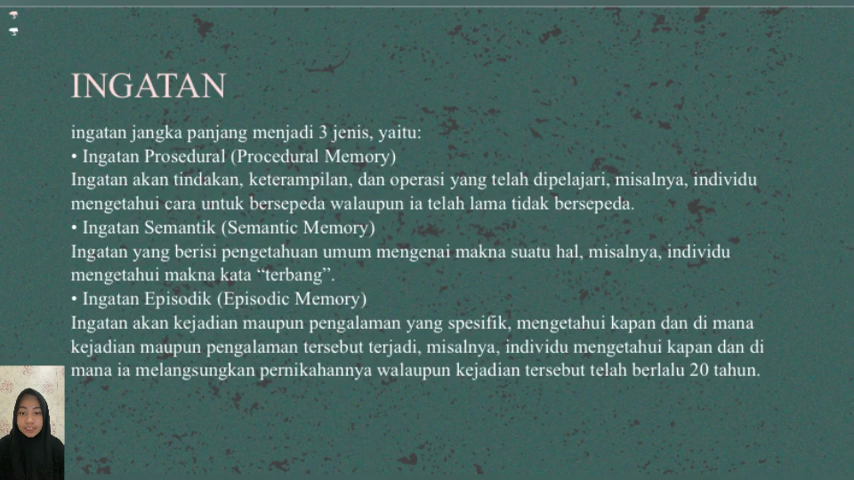 INGATAN
ingatan jangka panjang menjadi 3 jenis, yaitu:
• Ingatan Prosedural (Procedural Memory)
Ingatan akan tindakan, keterampilan, dan operasi yang telah dipelajari, misalnya, individu
mengetahui cara untuk bersepeda walaupun ia telah lama tidak bersepeda.
• Ingatan Semantik (Semantic Memory)
Ingatan yang berisi pengetahuan umum mengenai makna suatu hal, misalnya, individu
mengetahui makna kata “terbang”.
• Ingatan Episodik (Episodic Memory)
Ingatan akan kejadian maupun pengalaman yang spesifik, mengetahui kapan dan di mana
kejadian maupun pengalaman tersebut terjadi, misalnya, individu mengetahui kapan dan di
mana ia melangsungkan pernikahannya walaupun kejadian tersebut telah berlalu 20 tahun.